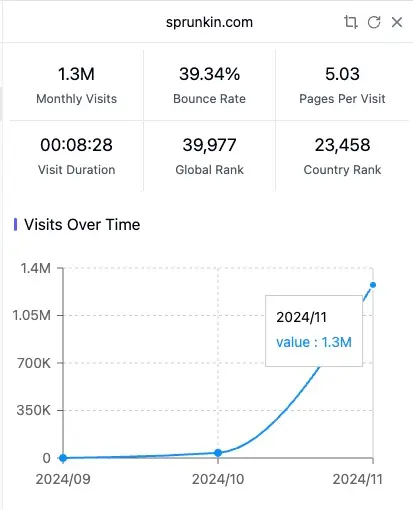 sprunkin.com
1.3M 39.34% 5.03
Monthly Visits Bounce Rate Pages Per Visit
00:08:28 39,977 23,458
Visit Duration Global Rank Country Rank
Visits Over Time
1.4M
1.05M
700K
350K
0
2024/11
value : 1.3M
2024/09 2024/10 2024/11